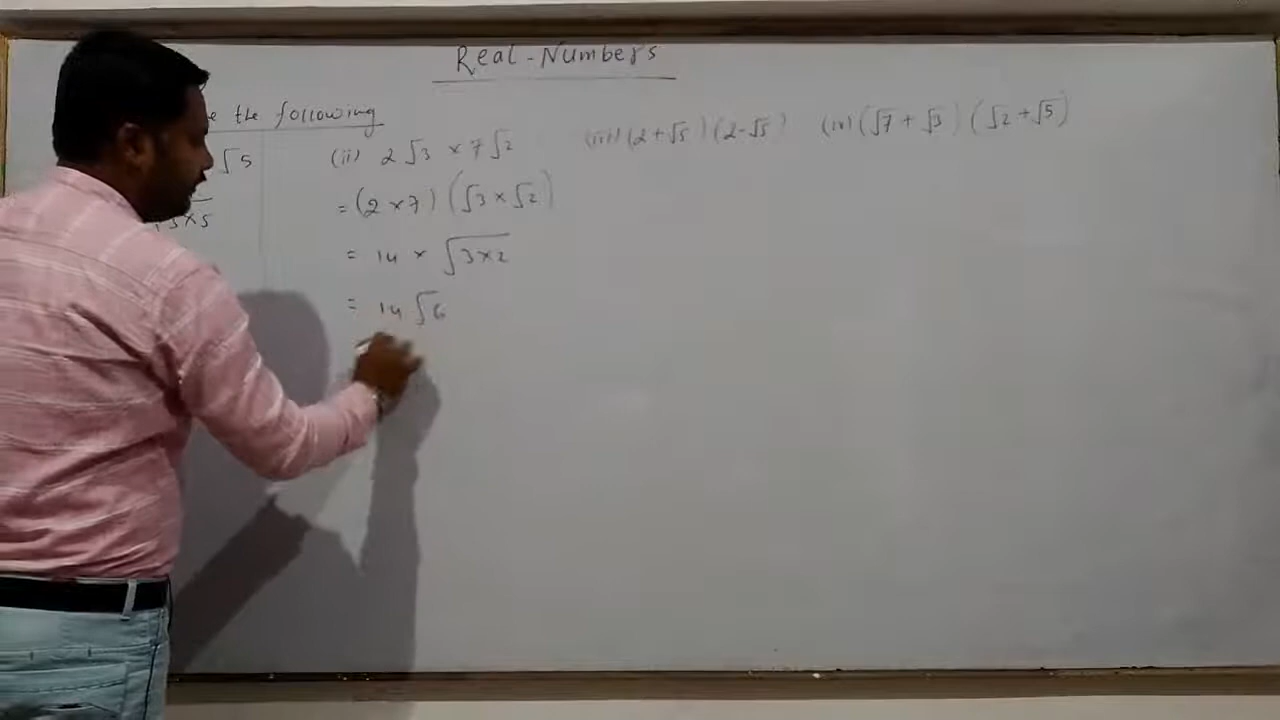 Real-Numbers
the following
√5
(ii) 2√3 × 7√2
= (2×7) (√3×√2)
= 14 × √3×2
= 14√6
(iii) (2+√5) (2-√5)
(iv) (√7 + √3) (√2 + √5)